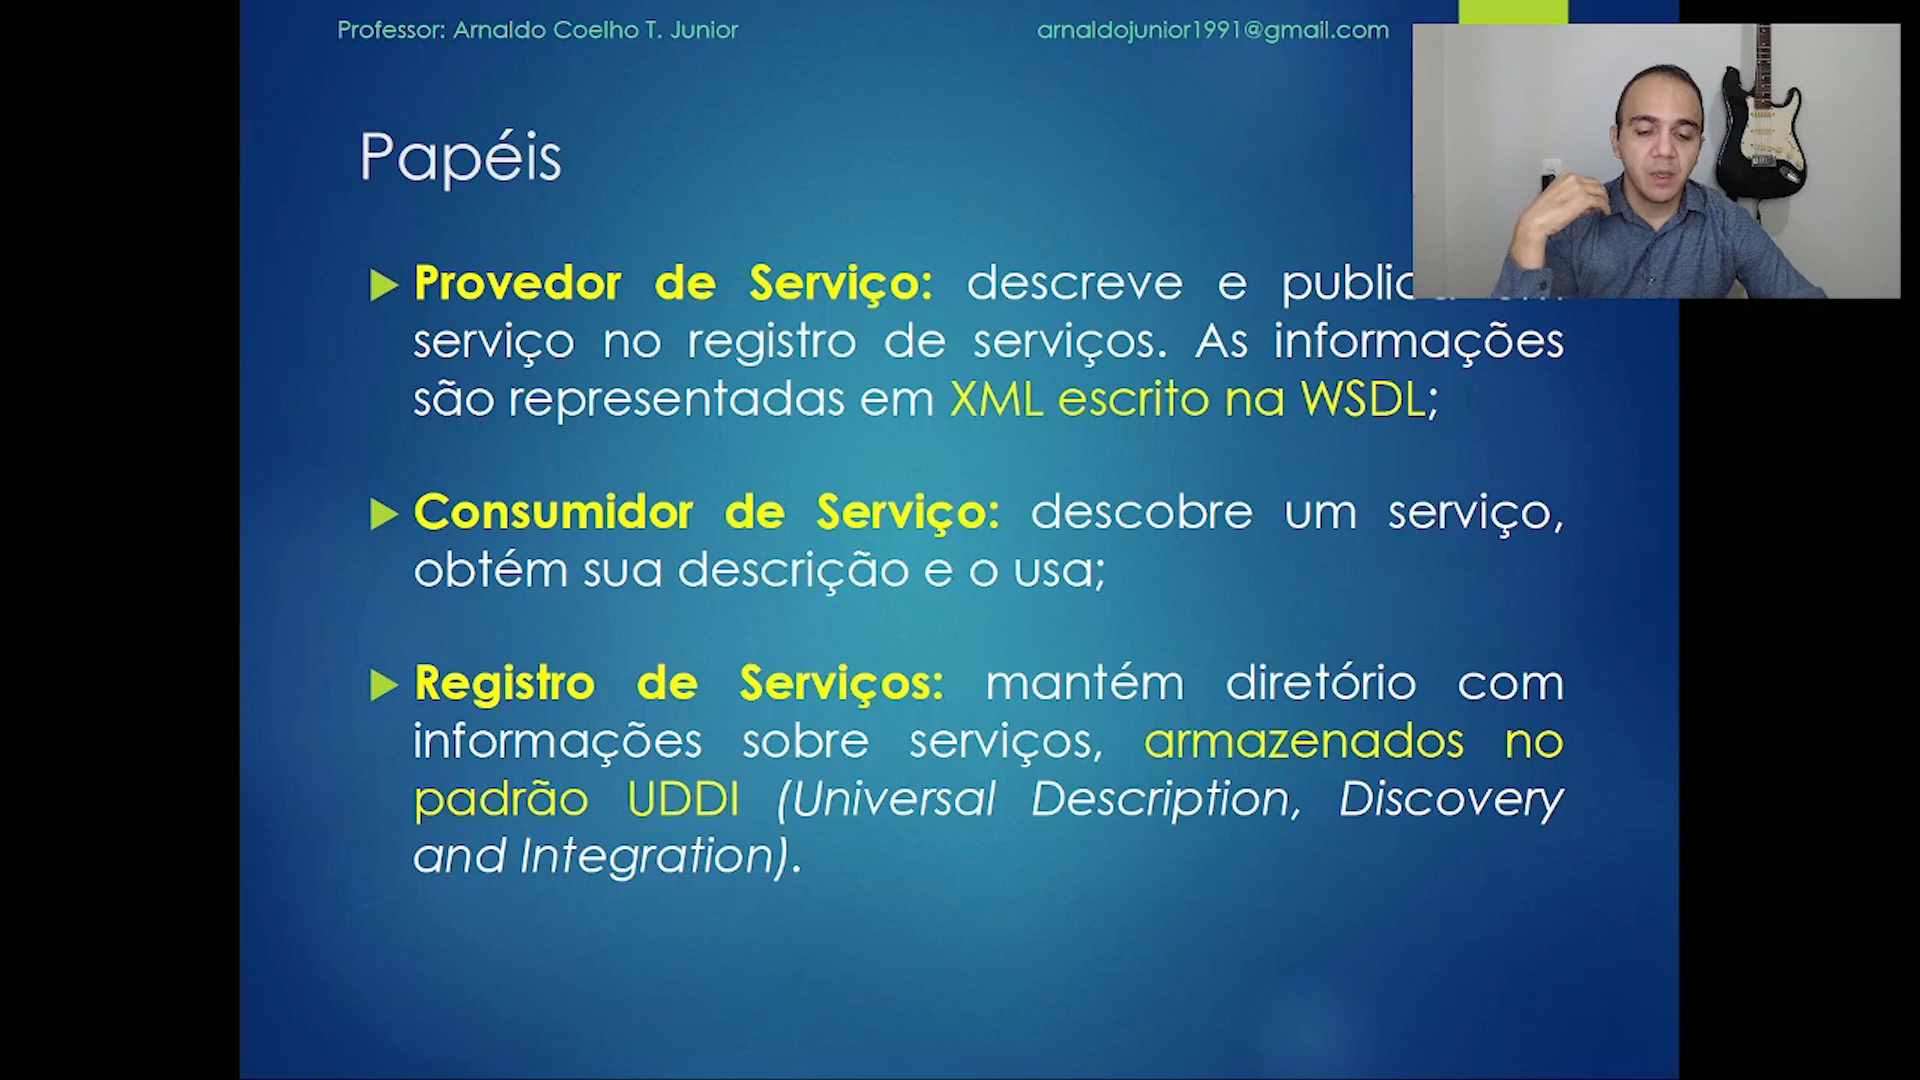 Professor: Arnaldo Coelho T. Junior
arnaldojunior1991@gmail.com
Papéis
Provedor de Serviço: descreve e
serviço no registro de serviços. As informações
são representadas em XML escrito na WSDL;
Consumidor de Serviço: descobre um serviço,
obtém sua descrição e o usa;
Registro de Serviços: mantém diretório com
informações sobre serviços, armazenados no
padrão UDDI (Universal Description, Discovery
and Integration).